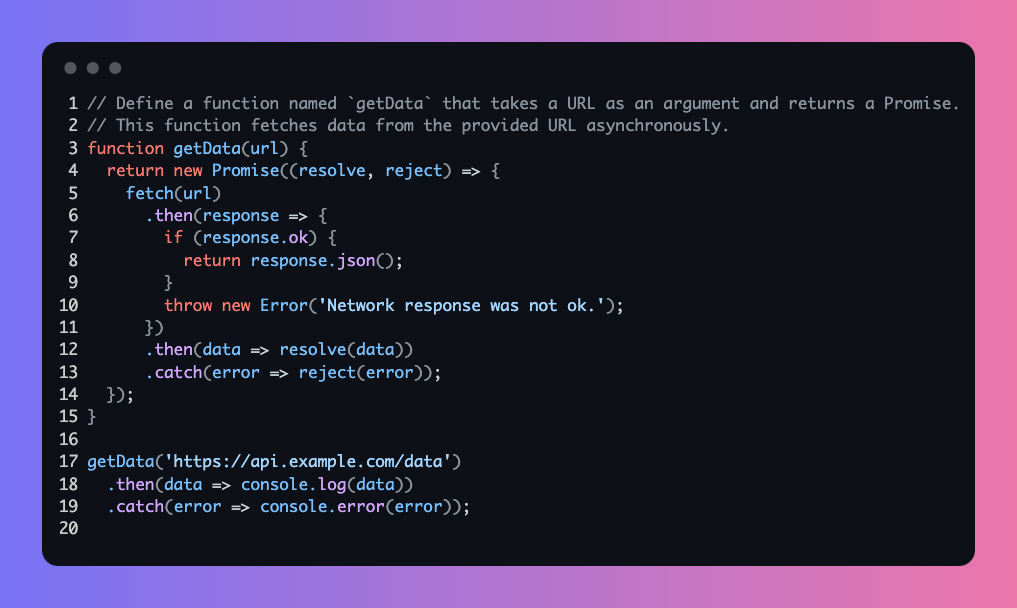 1 // Define a function named `getData` that takes a URL as an argument and returns a Promise.
2 // This function fetches data from the provided URL asynchronously.
3 function getData(url) {
4   return new Promise((resolve, reject) => {
5     fetch(url)
6       .then(response => {
7         if (response.ok) {
8           return response.json();
9         }
10         throw new Error('Network response was not ok.');
11       })
12       .then(data => resolve(data))
13       .catch(error => reject(error));
14   });
15 }
16
17 getData('https://api.example.com/data')
18   .then(data => console.log(data))
19   .catch(error => console.error(error));
20